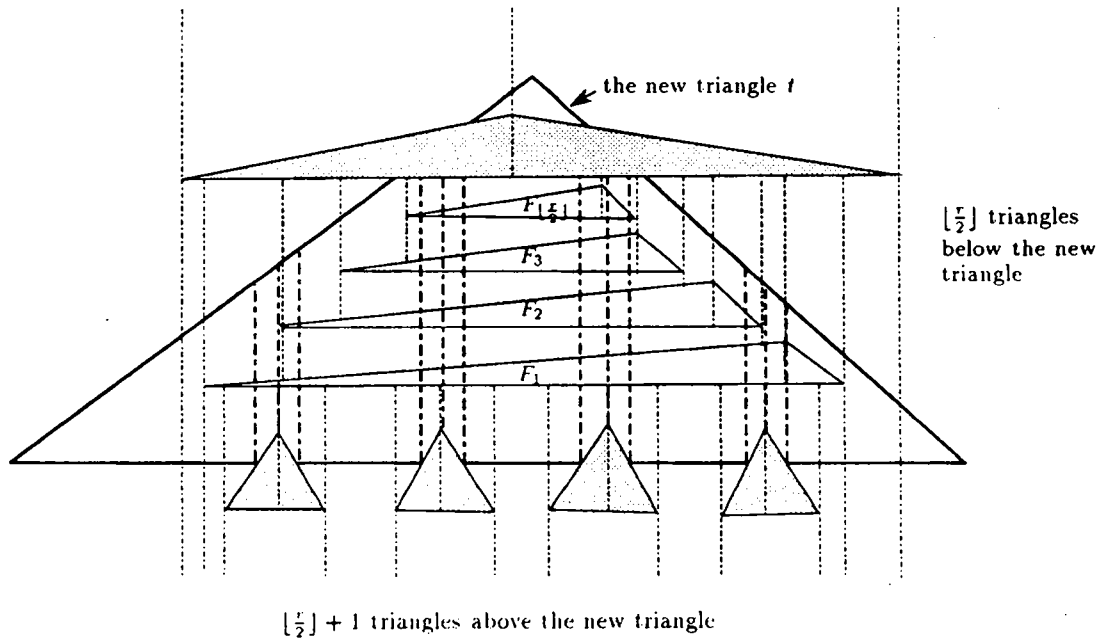 the new triangle t
F⌊r/2⌋
F3
F2
F1
⌊r/2⌋ triangles
below the new
triangle
⌊r/2⌋ + 1 triangles above the new triangle